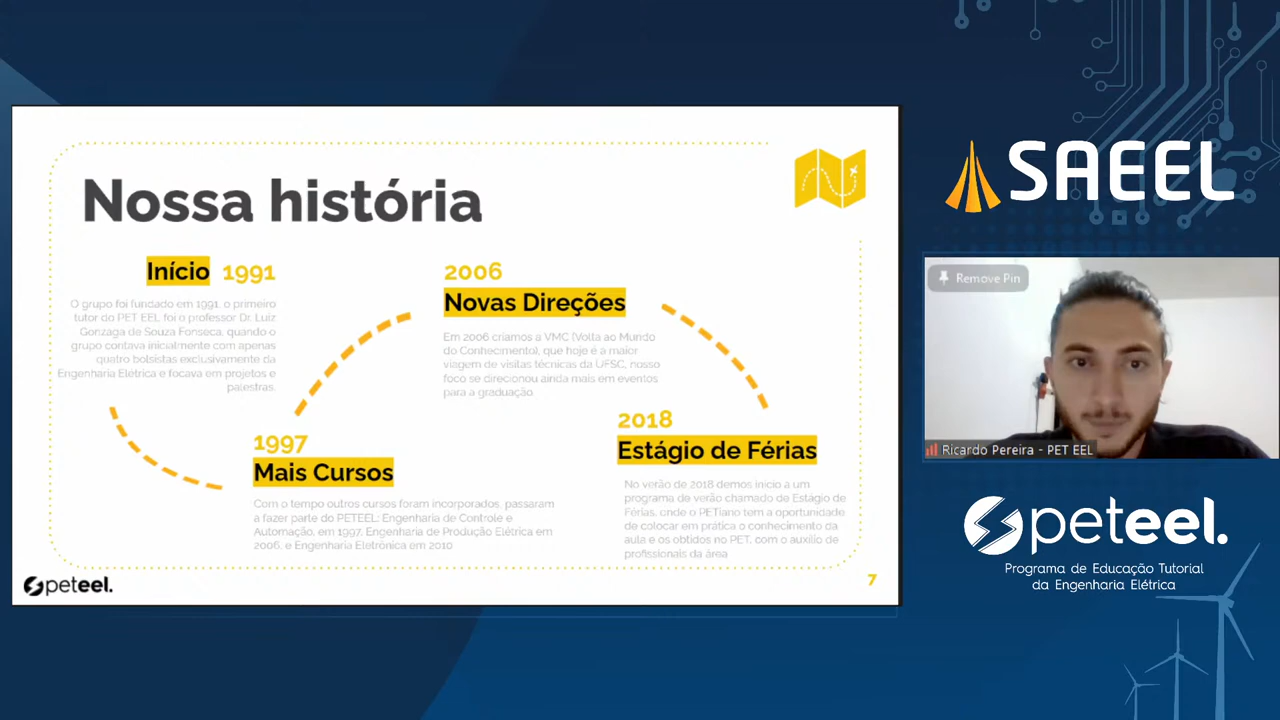 Nossa história
Início 1991
O grupo foi fundado em 1991, o primeiro
tutor do PET EEL foi o professor Dr. Luiz
Gonzaga de Souza Fonseca, quando o
grupo contava inicialmente com apenas
quatro bolsistas exclusivamente da
Engenharia Elétrica e focava em projetos e
palestras.
1997
Mais Cursos
Com o tempo outros cursos foram incorporados, passaram
a fazer parte do PETEEL: Engenharia de Controle e
Automação, em 1997, Engenharia de Produção Elétrica em
2006, e Engenharia Eletrônica em 2010
2006
Novas Direções
Em 2006 criamos a VMC (Volta ao Mundo
do Conhecimento), que hoje é a maior
viagem de visitas técnicas da UFSC, nosso
foco se direcionou ainda mais em eventos
para a graduação
2018
Estágio de Férias
No verão de 2018 demos inicio a um
programa de verão chamado de Estágio de
Férias, onde o PETiano tem a oportunidade
de colocar em prática o conhecimento da
aula e os obtidos no PET, com o auxilio de
profissionais da área
peteel.
7
SAEEL
Remove Pin
Ricardo Pereira - PET EEL
peteel.
Programa de Educação Tutorial
da Engenharia Elétrica